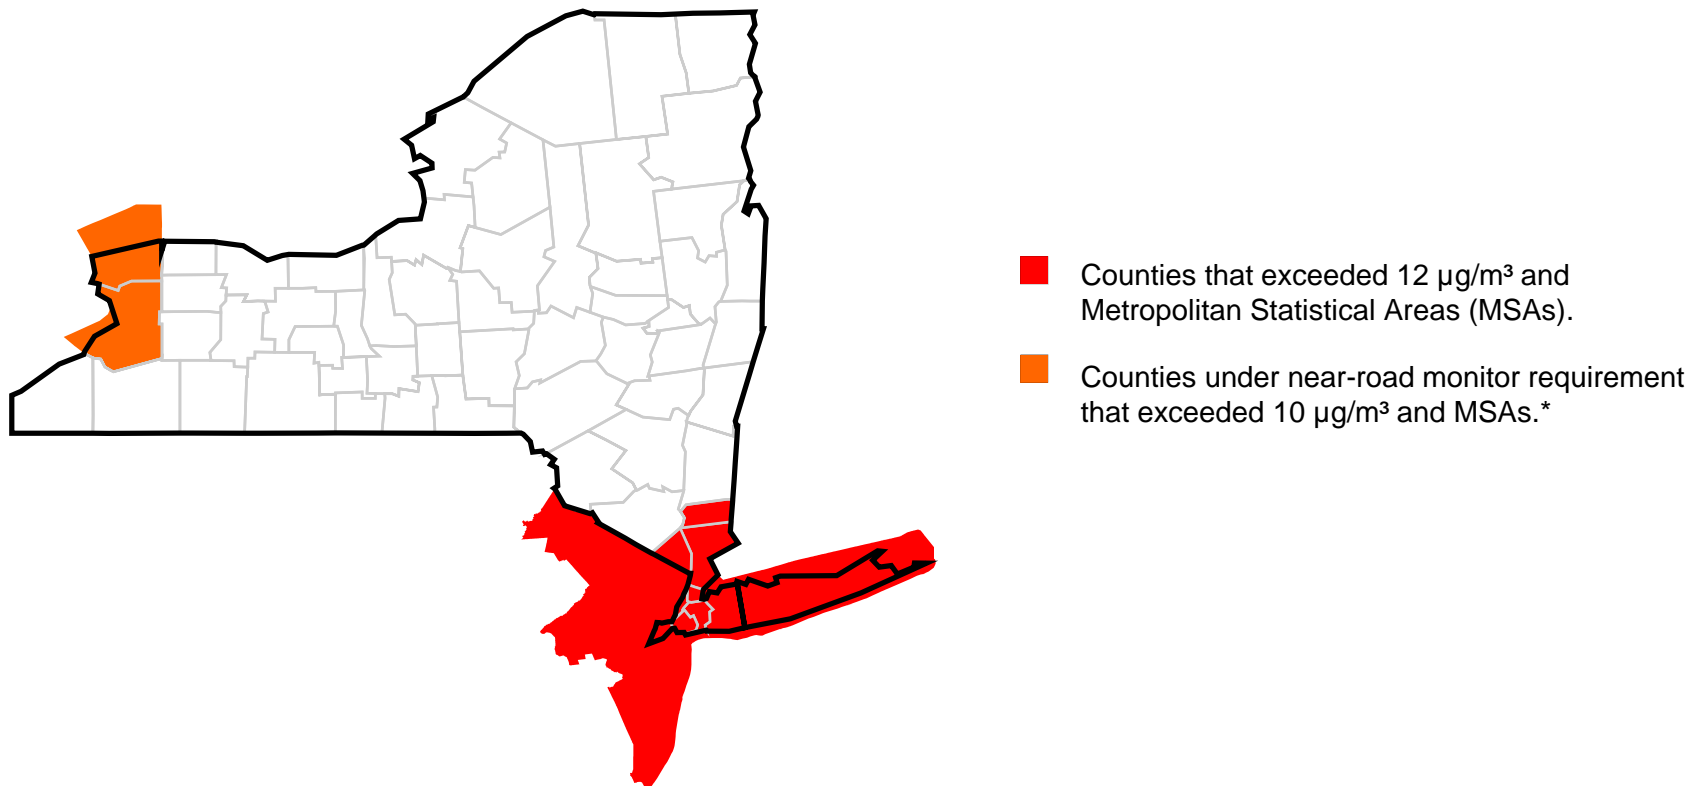 Counties that exceeded 12 µg/m³ and
Metropolitan Statistical Areas (MSAs).
Counties under near-road monitor requirement
that exceeded 10 µg/m³ and MSAs.*